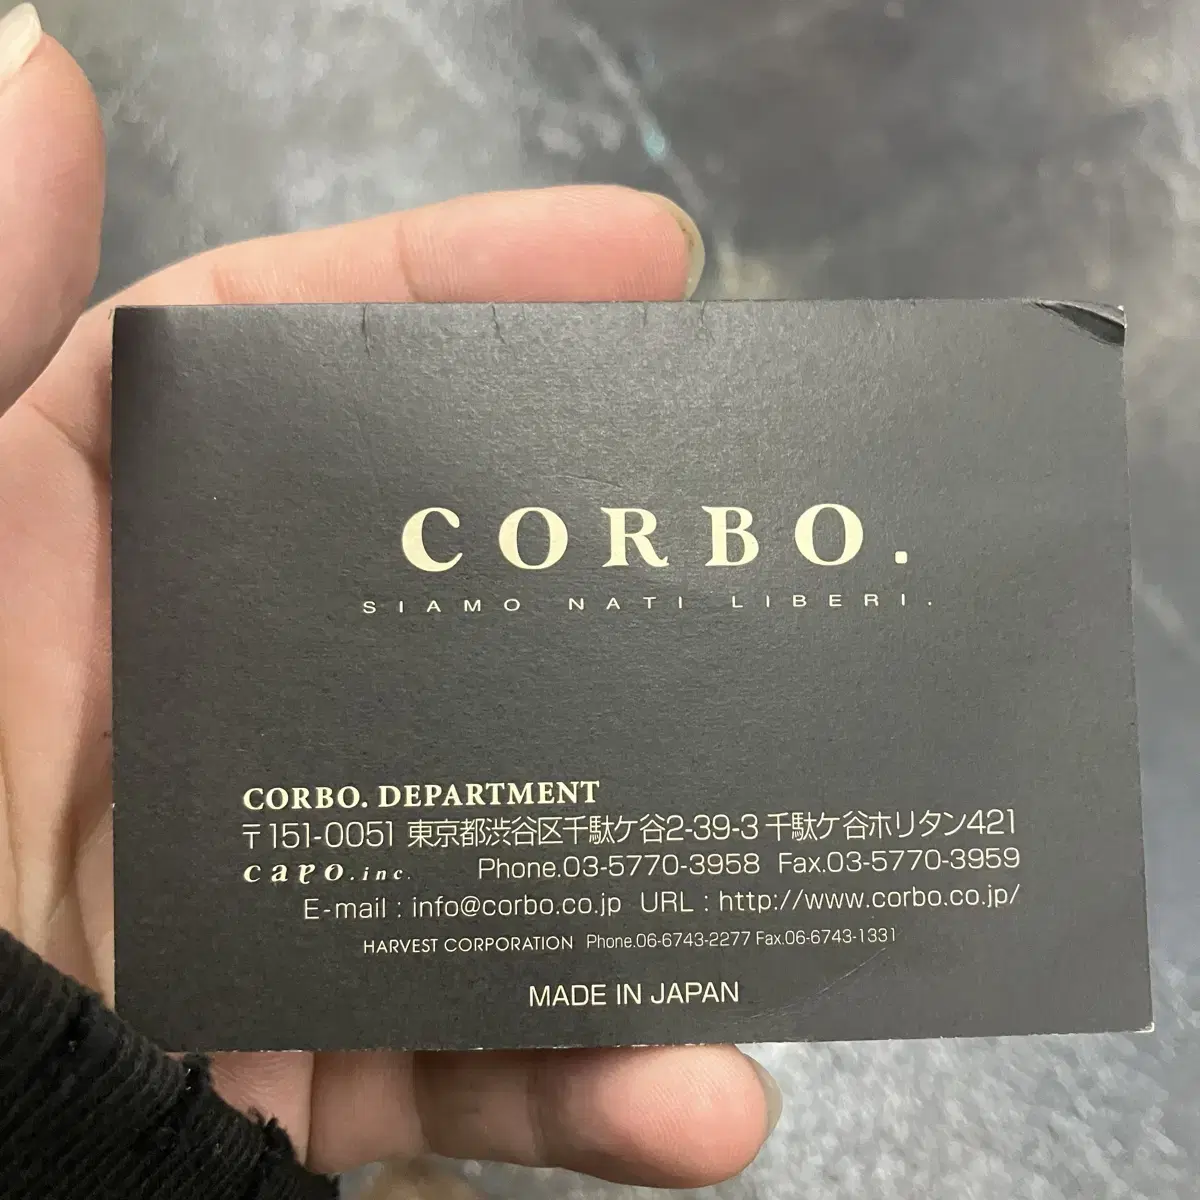 CORBO.
SIAMO NATI LIBERI.
CORBO. DEPARTMENT
〒151-0051 東京都渋谷区千駄ケ谷2-39-3 千駄ケ谷ホリタン421
caro.inc. Phone.03-5770-3958 Fax.03-5770-3959
E-mail : info@corbo.co.jp URL : http://www.corbo.co.jp/
HARVEST CORPORATION Phone.06-6743-2277 Fax.06-6743-1331
MADE IN JAPAN